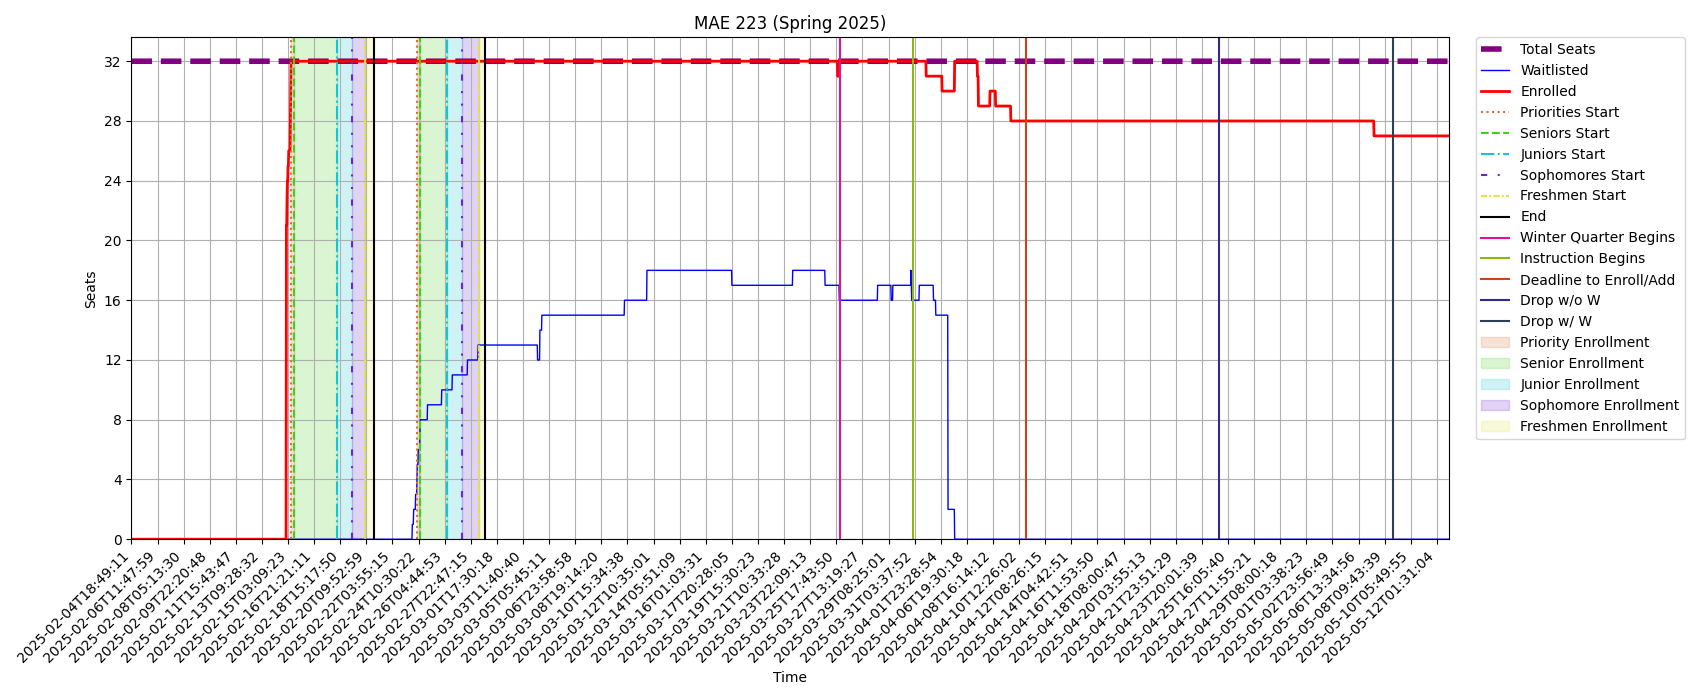 MAE 223 (Spring 2025)
Seats
32
28
24
20
16
12
8
4
0
2025-02-04T18:49:11
2025-02-06T11:47:59
2025-02-08T05:13:30
2025-02-09T22:20:48
2025-02-11T15:43:47
2025-02-13T09:28:32
2025-02-15T03:09:23
2025-02-16T21:21:11
2025-02-18T15:17:50
2025-02-20T09:52:59
2025-02-22T03:55:15
2025-02-24T10:30:22
2025-02-26T04:44:53
2025-02-27T22:47:15
2025-03-01T17:30:18
2025-03-03T11:40:40
2025-03-05T05:45:11
2025-03-06T23:58:58
2025-03-08T19:14:20
2025-03-10T15:34:38
2025-03-12T10:35:01
2025-03-14T05:51:09
2025-03-16T01:03:31
2025-03-17T20:28:05
2025-03-19T15:30:23
2025-03-21T10:33:28
2025-03-23T22:09:13
2025-03-25T17:43:50
2025-03-27T13:19:27
2025-03-29T08:25:01
2025-03-31T03:37:52
2025-04-01T23:28:54
2025-04-06T19:30:18
2025-04-08T16:14:12
2025-04-10T12:26:02
2025-04-12T08:26:15
2025-04-14T04:42:51
2025-04-16T11:53:50
2025-04-18T08:00:47
2025-04-20T03:55:13
2025-04-21T23:51:29
2025-04-23T20:01:39
2025-04-25T16:05:40
2025-04-27T11:55:21
2025-04-29T08:00:18
2025-05-01T03:38:23
2025-05-02T23:56:49
2025-05-06T13:34:56
2025-05-08T09:43:39
2025-05-10T05:49:55
2025-05-12T01:31:04
Time
Total Seats
Waitlisted
Enrolled
Priorities Start
Seniors Start
Juniors Start
Sophomores Start
Freshmen Start
End
Winter Quarter Begins
Instruction Begins
Deadline to Enroll/Add
Drop w/o W
Drop w/ W
Priority Enrollment
Senior Enrollment
Junior Enrollment
Sophomore Enrollment
Freshmen Enrollment